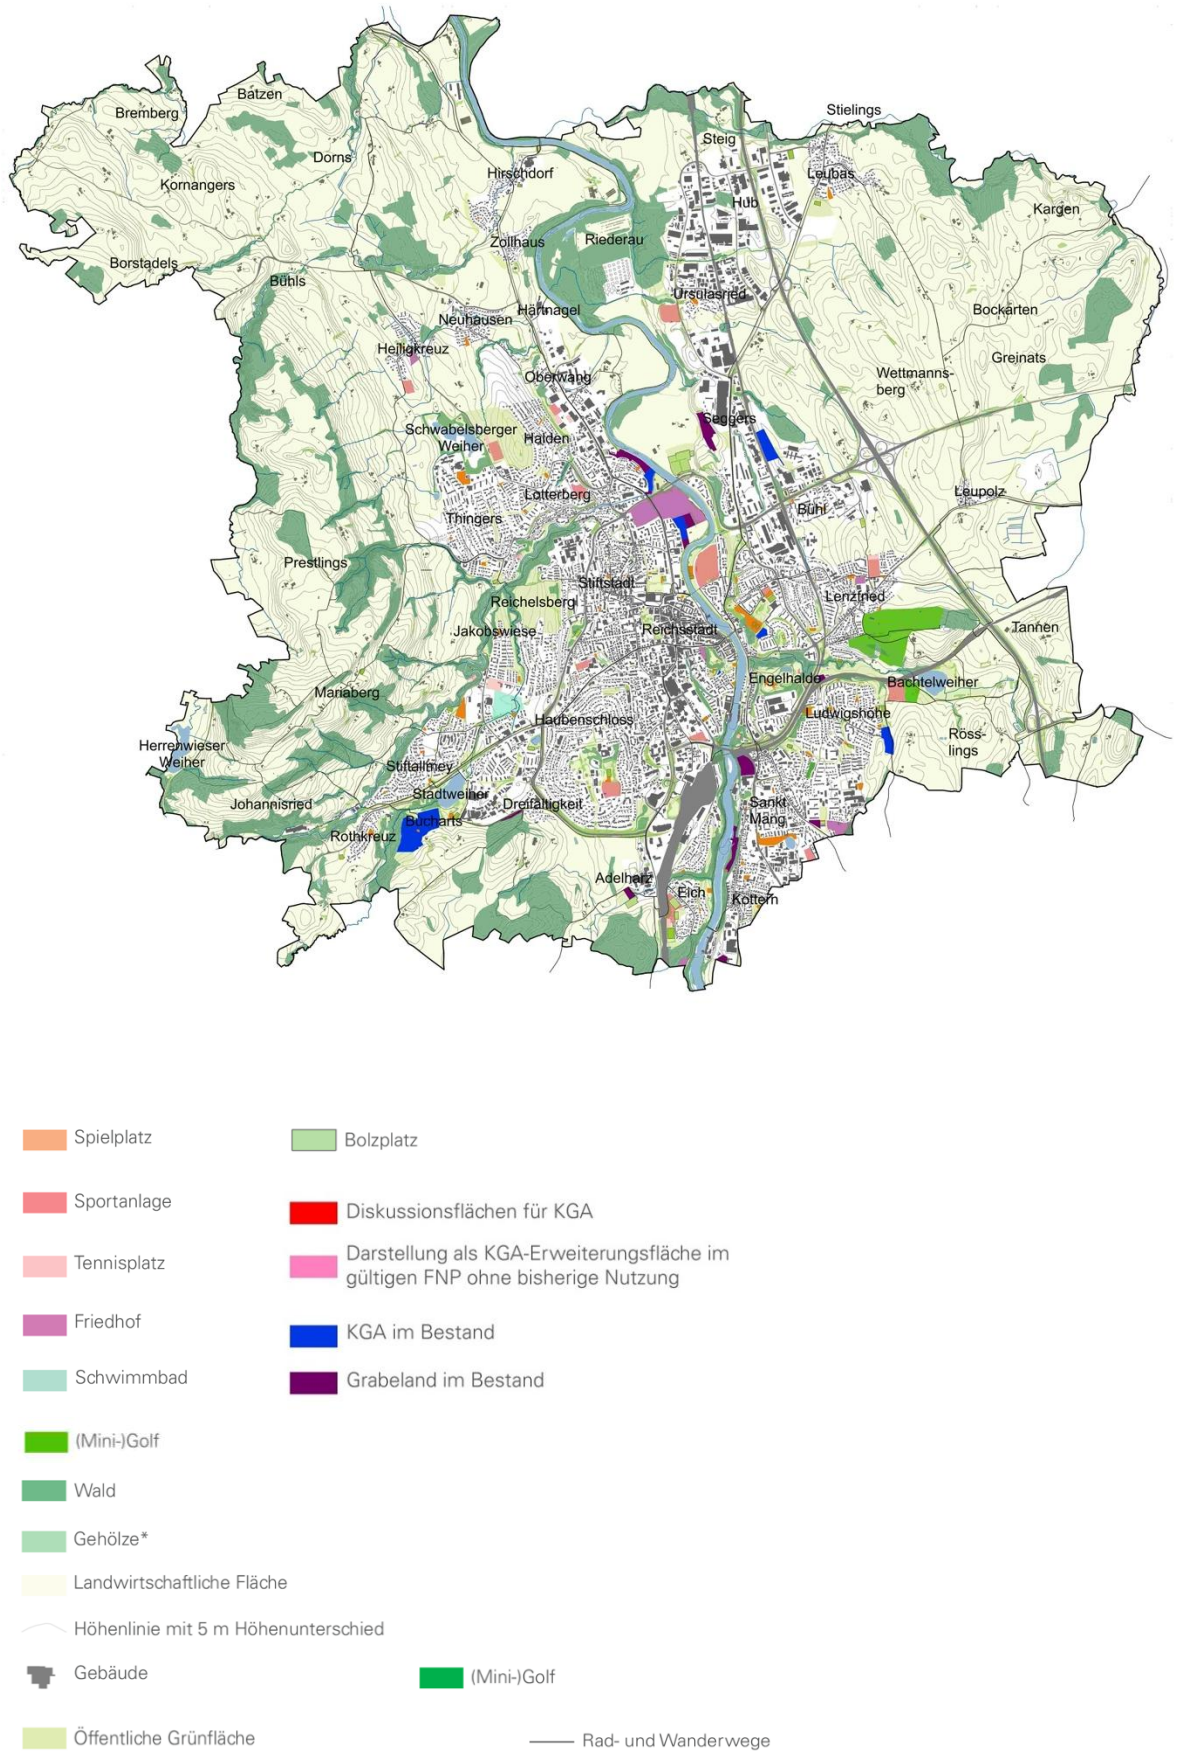 Batzen
Bremberg
Stielings
Steig
Dorns
Hirschdorf
Leubas
Kornangers
Hub
Kargen
Zollhaus
Riederau
Borstadels
Bühls
Ursulasried
Härtnagel
Bockarten
Neuhausen
Heiligkreuz
Greinats
Wettmanns-
berg
Oberwang
Seggers
Schwabelsberger
Weiher
Halden
Lotterberg
Leupolz
Bühl
Thingers
Prestlings
Stiftstadt
Lenzfried
Reichelsberg
Jakobswiese
Reichsstadt
Tannen
Engelhalde
Bachtelweiher
Mariaberg
Ludwigshöhe
Haubenschloss
Röss-
lings
Herrenwieser
Weiher
Stiftallmey
Stadtweiher
Johannisried
Dreifaltigkeit
Sankt
Mang
Bucharts
Rothkreuz
Adelharz
Eich
Kottern
Spielplatz
Bolzplatz
Sportanlage
Diskussionsflächen für KGA
Tennisplatz
Darstellung als KGA-Erweiterungsfläche im
gültigen FNP ohne bisherige Nutzung
Friedhof
KGA im Bestand
Schwimmbad
Grabeland im Bestand
(Mini-)Golf
Wald
Gehölze*
Landwirtschaftliche Fläche
Höhenlinie mit 5 m Höhenunterschied
Gebäude
(Mini-)Golf
Öffentliche Grünfläche
Rad- und Wanderwege